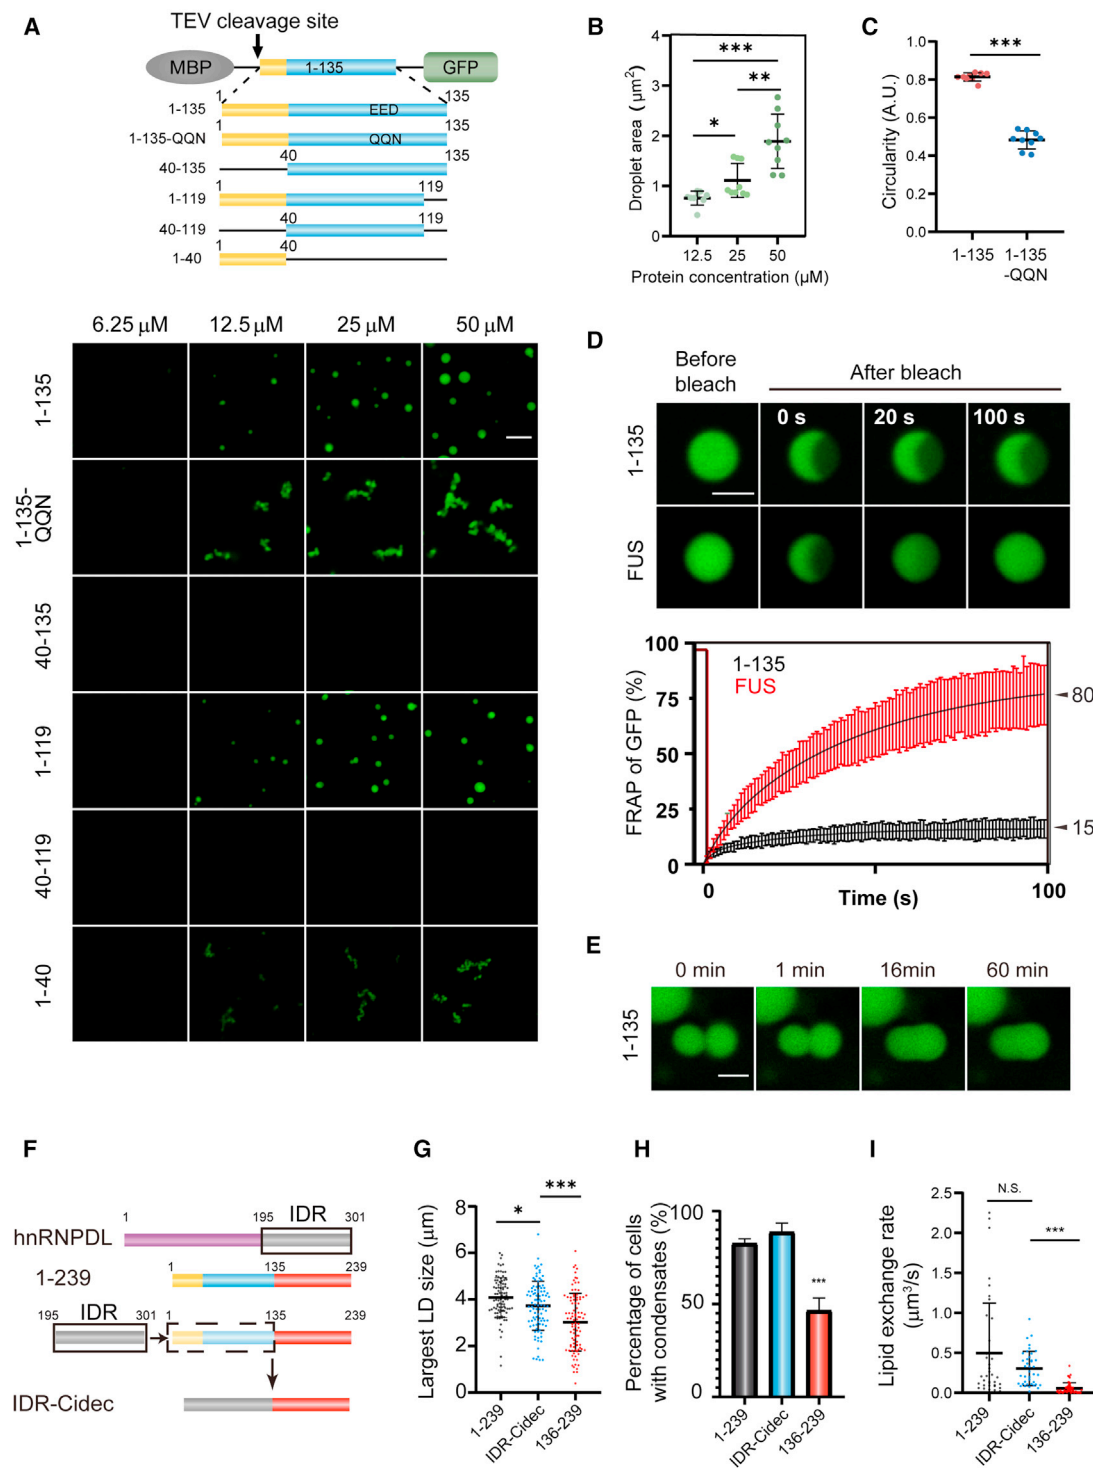 A
TEV cleavage site
MBP
1-135
GFP
1
135
1-135
EED
1
135
1-135-QQN
QQN
40
135
40-135
1
119
1-119
40
119
40-119
1
40
1-40
6.25 µM
12.5 µM
25 µM
50 µM
1-135
1-135-
QQN
40-135
1-119
40-119
1-40
B
Droplet area (µm²)
4
3
2
1
0
***
**
*
12.5
25
50
Protein concentration (µM)
C
Circularity (A.U.)
1.0
0.8
0.6
0.4
0.2
0.0
***
1-135
1-135
-QQN
D
Before
bleach
After bleach
0 s
20 s
100 s
1-135
FUS
FRAP of GFP (%)
100
75
50
25
0
1-135
FUS
80
15
0
100
Time (s)
E
0 min
1 min
16min
60 min
1-135
F
1
195
IDR
301
hnRNPDL
1
135
239
1-239
195
IDR
301
1
135
239
IDR-Cidec
G
Largest LD size (µm)
8
6
4
2
0
*
***
1-239
IDR-Cidec
136-239
H
Percentage of cells
with condensates (%)
100
50
0
***
1-239
IDR-Cidec
136-239
I
Lipid exchange rate
(µm³/s)
2.5
2.0
1.5
1.0
0.5
0.0
N.S.
***
1-239
IDR-Cidec
136-239